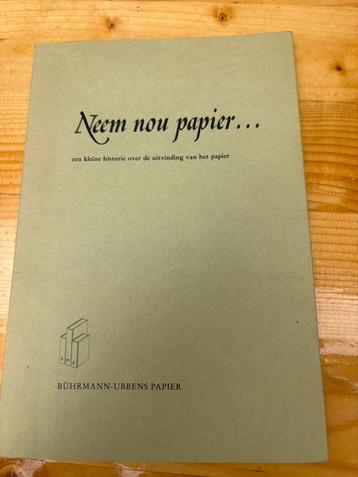 Neem nou papier...
een kleine historie over de uitvinding van het papier
BÜHRMANN-UBBENS PAPIER